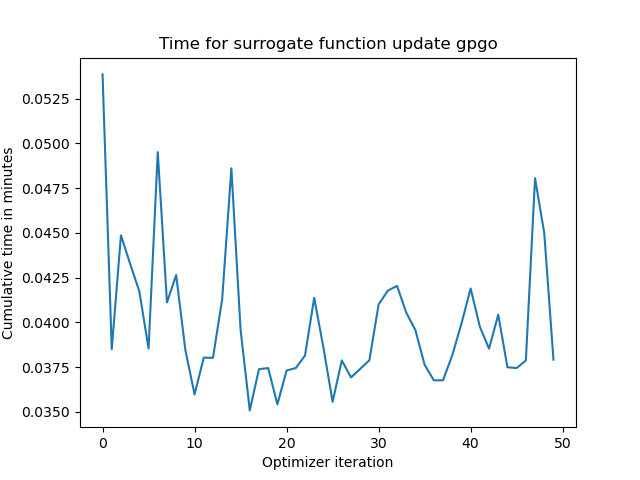 Time for surrogate function update gpgo
Cumulative time in minutes
0.0525
0.0500
0.0475
0.0450
0.0425
0.0400
0.0375
0.0350
0 10 20 30 40 50
Optimizer iteration